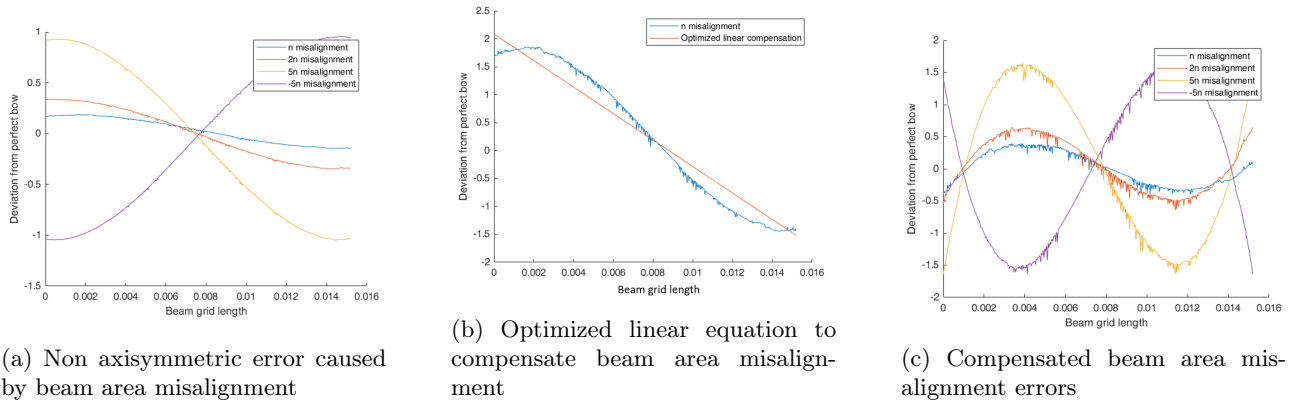 1
0.5
0
-0.5
-1
-1.5
0
0.002
0.004
0.006
0.008
0.01
0.012
0.014
0.016
Deviation from perfect bow
Beam grid length
n misalignment
2n misalignment
5n misalignment
-5n misalignment
(a) Non axisymmetric error caused
by beam area misalignment
2.5
2
1.5
1
0.5
0
-0.5
-1
-1.5
-2
0
0.002
0.004
0.006
0.008
0.01
0.012
0.014
0.016
Deviation from perfect bow
Beam grid length
n misalignment
Optimized linear compensation
(b) Optimized linear equation to
compensate beam area misalign-
ment
2
1.5
1
0.5
0
-0.5
-1
-1.5
-2
0
0.002
0.004
0.006
0.008
0.01
0.012
0.014
0.016
Deviation from perfect bow
Beam grid length
n misalignment
2n misalignment
5n misalignment
-5n misalignment
(c) Compensated beam area mis-
alignment errors